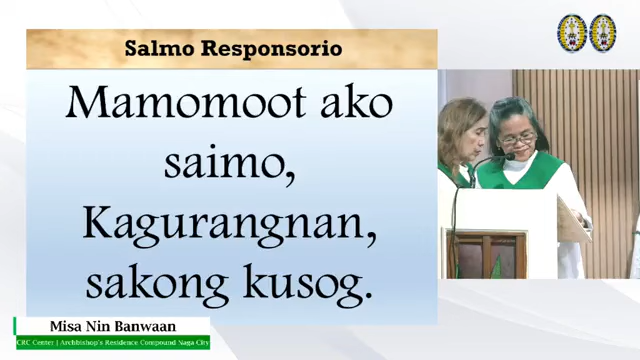 Salmo Responsorio
Mamomoot ako
saimo,
Kagurangnan,
sakong kusog.
Misa Nin Banwaan
CRC Center | Archbishop's Residence Compound Naga City